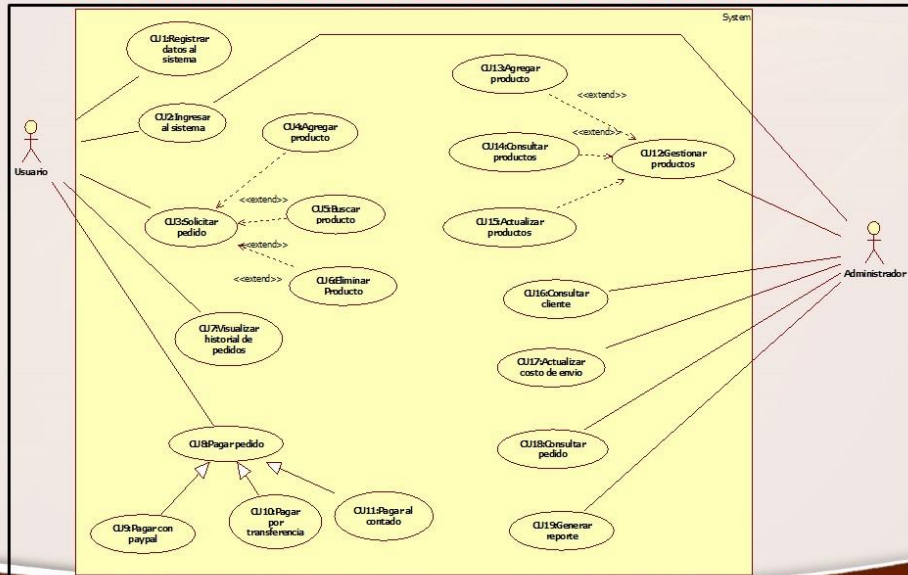 System
CU1:Registrar
datos al
sistema
CU2:Ingresar
al sistema
CU4:Agregar
producto
Usuario
<<extend>>
CU5:Buscar
producto
CU3:Solicitar
pedido
<<extend>>
<<extend>>
CU6:Eliminar
Producto
CU7:Visualizar
historial de
pedidos
CU8:Pagar pedido
CU9:Pagar con
paypal
CU10:Pagar
por
transferencia
CU11:Pagar al
contado
CU13:Agregar
producto
<<extend>>
<<extend>>
CU14:Consultar
productos
CU12:Gestionar
productos
CU15:Actualizar
productos
Administrador
CU16:Consultar
cliente
CU17:Actualizar
costo de envio
CU18:Consultar
pedido
CU19:Generar
reporte